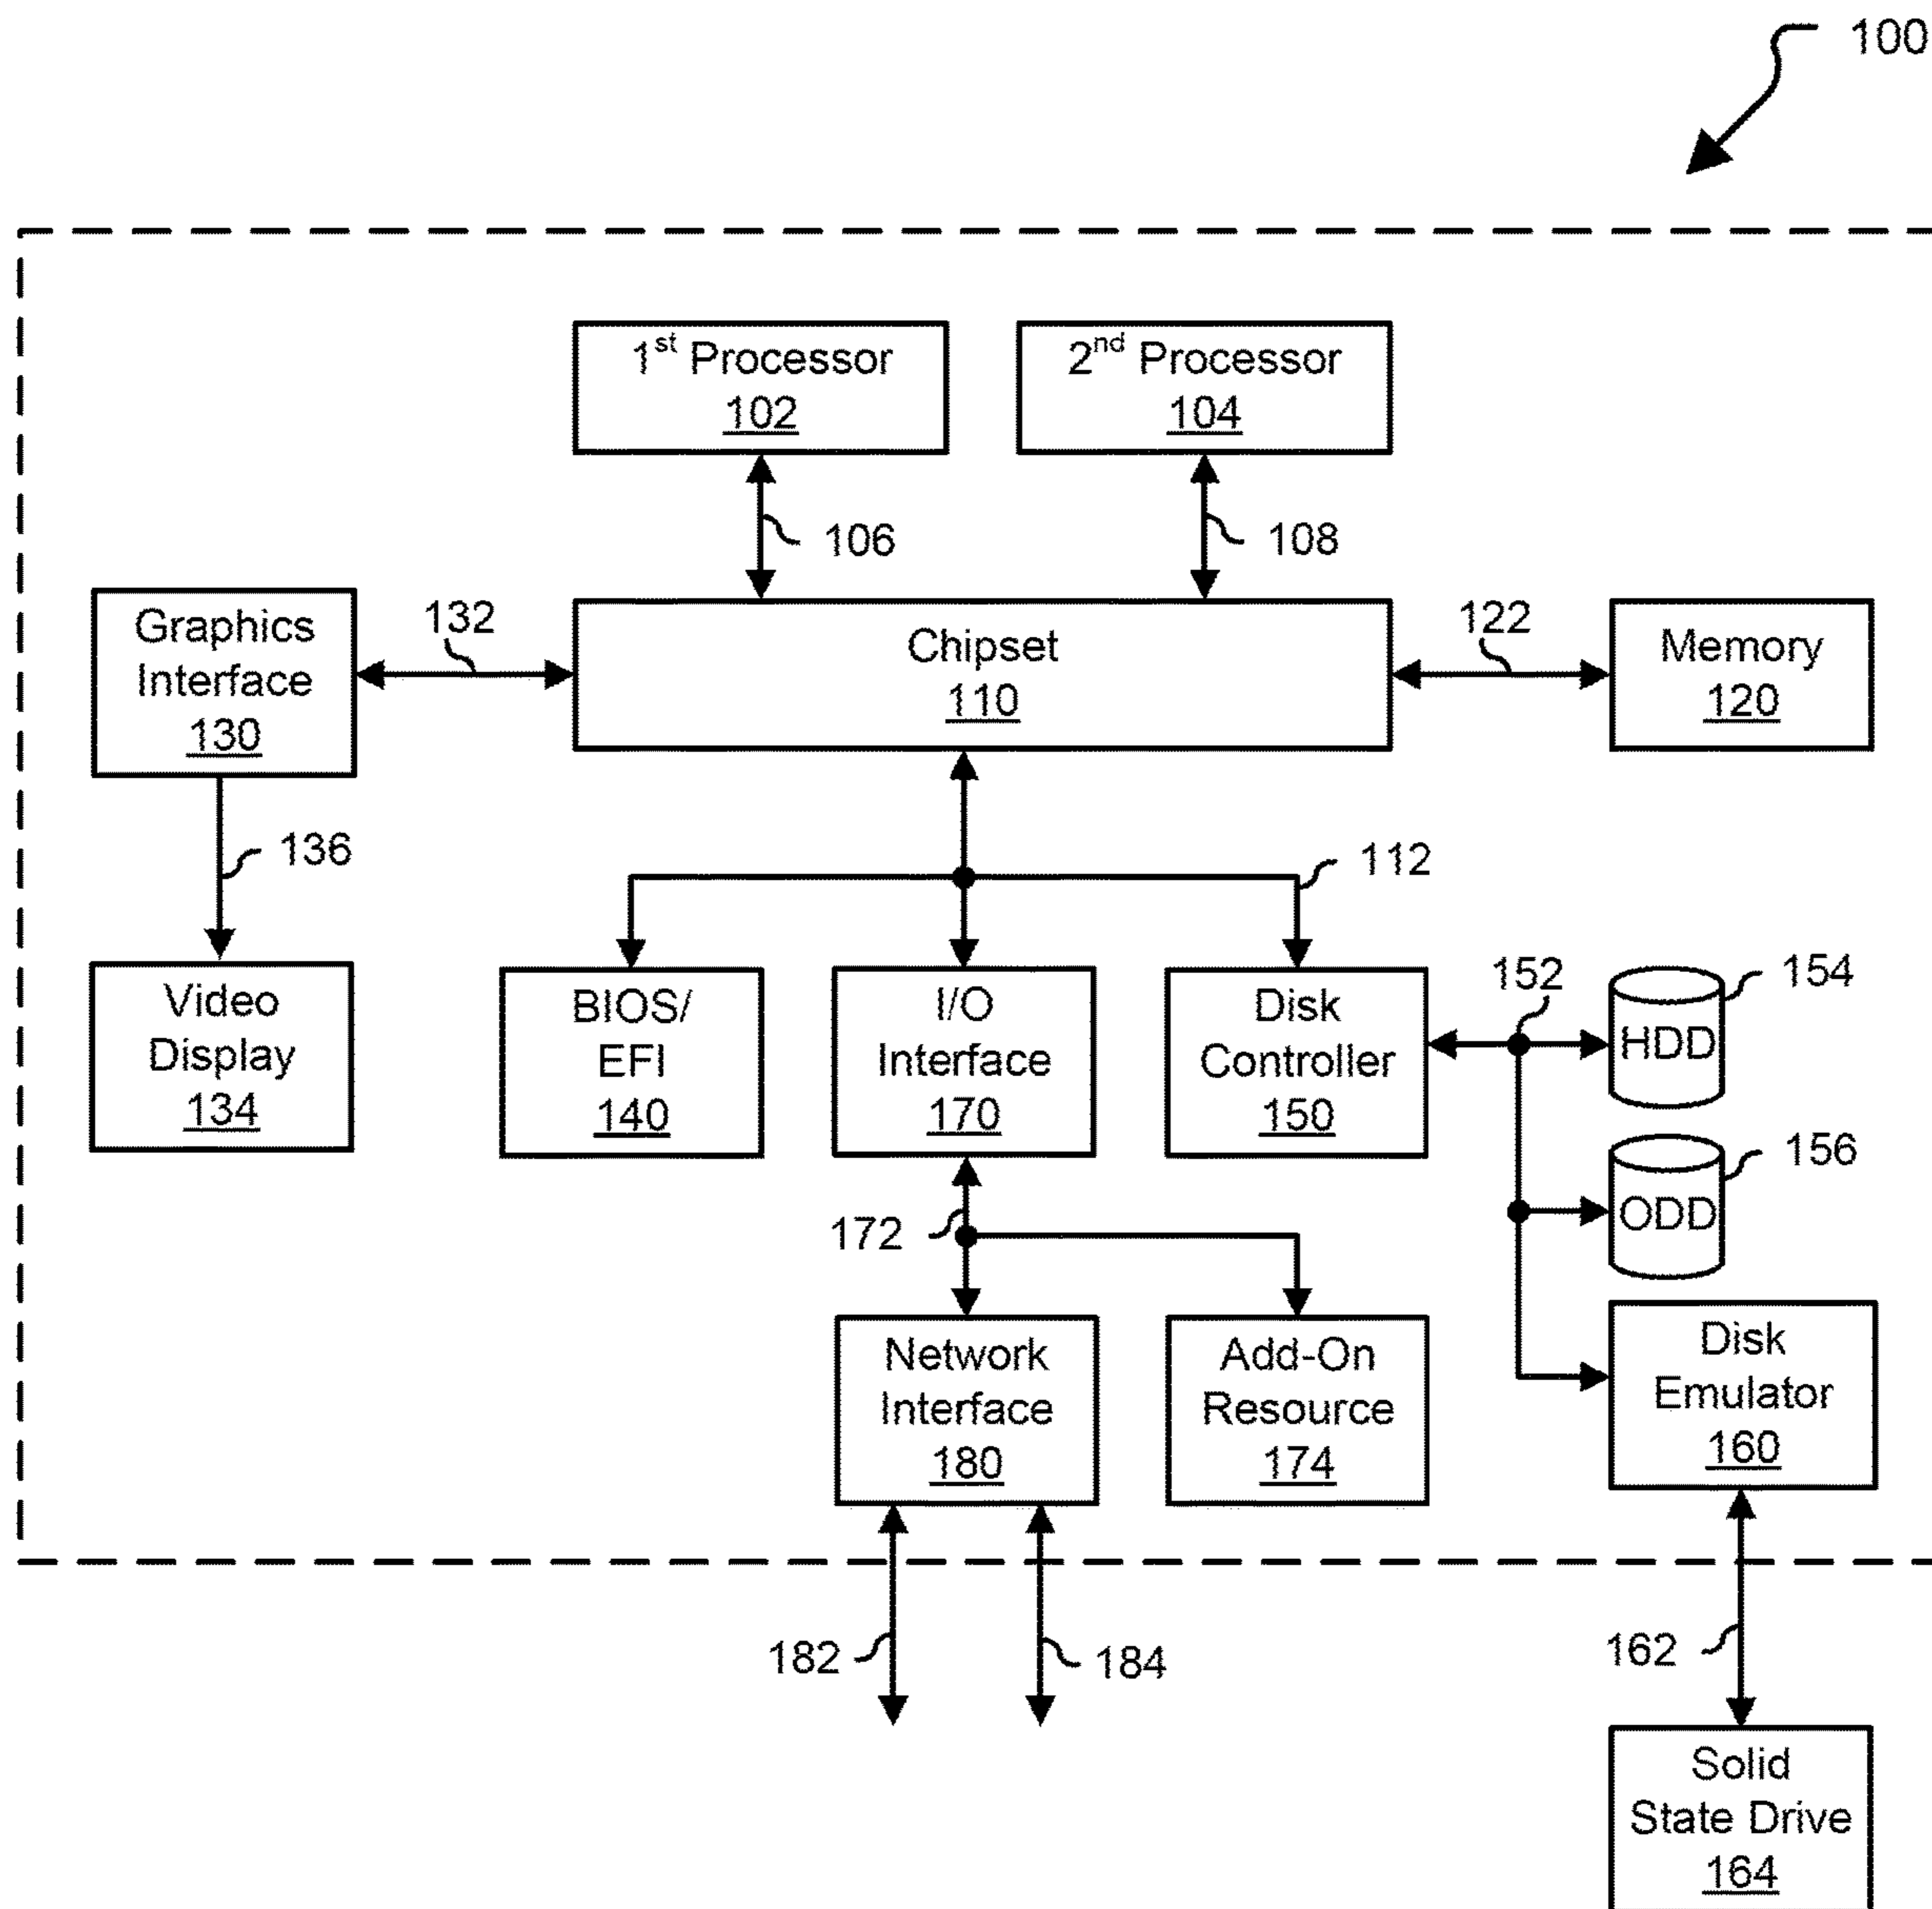 100
1st Processor
102
2nd Processor
104
106
108
Graphics
Interface
130
132
Chipset
110
122
Memory
120
136
112
Video
Display
134
BIOS/
EFI
140
I/O
Interface
170
Disk
Controller
150
152
HDD
154
ODD
156
172
Network
Interface
180
Add-On
Resource
174
Disk
Emulator
160
182
184
162
Solid
State Drive
164